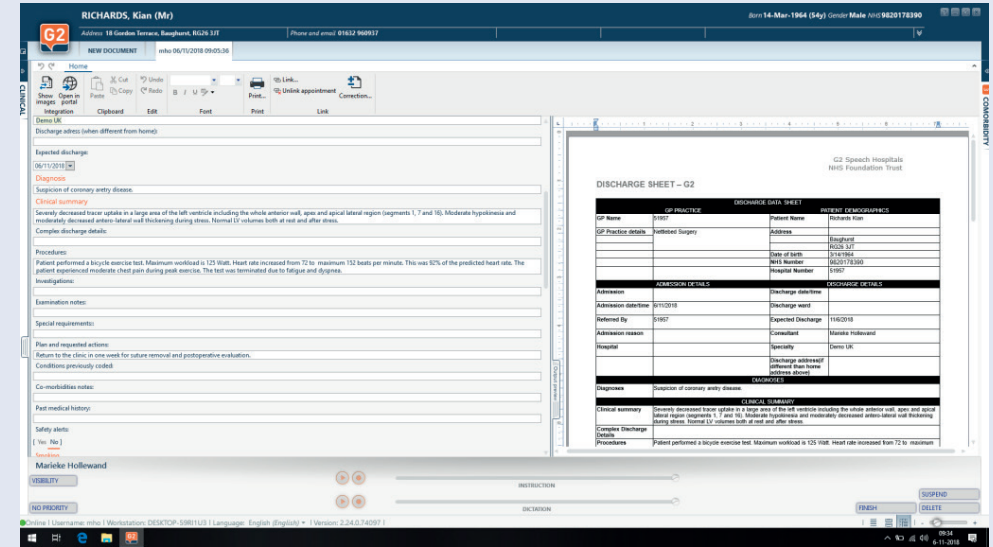 RICHARDS, Kian (Mr)
Born 14-Mar-1964 (54y) Gender Male NHS 9820178390
G2
Address 18 Gordon Terrace, Baughurst, RG26 3JT
Phone and email 01632 960937
NEW DOCUMENT
mho 06/11/2018 09:05:36
Home
CLINICAL
COMORBIDITY
Show images
Open in portal
Paste
Cut
Copy
Undo
Redo
B I U
Print...
Link...
Unlink appointment
Correction...
Integration
Clipboard
Edit
Font
Print
Link
Demo UK
Discharge adress (when different from home):
Expected discharge:
06/11/2018
Diagnosis
Suspicion of coronary aretry disease.
Clinical summary
Severely decreased tracer uptake in a large area of the left ventricle including the whole anterior wall, apex and apical lateral region (segments 1, 7 and 16). Moderate hypokinesia and
moderately decreased antero-lateral wall thickening during stress. Normal LV volumes both at rest and after stress.
Complex discharge details:
Procedures:
Patient performed a bicycle exercise test. Maximum workload is 125 Watt. Heart rate increased from 72 to maximum 152 beats per minute. This was 92% of the predicted heart rate. The
patient experienced moderate chest pain during peak exercise. The test was terminated due to fatigue and dyspnea.
Investigations:
Examination notes:
Special requirements:
Plan and requested actions:
Return to the clinic in one week for suture removal and postoperative evaluation.
Conditions previously coded:
Co-morbidities notes:
Past medical history:
Safety alerts:
[ Yes No ]
Smoking
Output preview
G2 Speech Hospitals
NHS Foundation Trust
DISCHARGE SHEET – G2
DISCHARGE DATA SHEET
GP PRACTICE
PATIENT DEMOGRAPHICS
GP Name 51957 Patient Name Richards Kian
GP Practice details Nettlebed Surgery Address
Baughurst
RG26 3JT
Date of birth 3/14/1964
NHS Number 9820178390
Hospital Number 51957
ADMISSION DETAILS
DISCHARGE DETAILS
Admission Discharge date/time
Admission date/time 6/11/2018 Discharge ward
Referred By 51957 Expected Discharge 11/6/2018
Admission reason Consultant Marieke Hollewand
Hospital Specialty Demo UK
Discharge address(if
different than home
address above)
DIAGNOSES
Diagnoses Suspicion of coronary aretry disease.
CLINICAL SUMMARY
Clinical summary Severely decreased tracer uptake in a large area of the left ventricle including the whole anterior wall, apex and apical
lateral region (segments 1, 7 and 16). Moderate hypokinesia and moderately decreased antero-lateral wall thickening
during stress. Normal LV volumes both at rest and after stress.
Complex Discharge
Details
Procedures Patient performed a bicycle exercise test. Maximum workload is 125 Watt. Heart rate increased from 72 to maximum
Marieke Hollewand
VISIBILITY
INSTRUCTION
SUSPEND
NO PRIORITY
DICTATION
FINISH
DELETE
Online | Username: mho | Workstation: DESKTOP-S9RI1U3 | Language: English (English) | Version: 2.24.0.74097 |
09:34
6-11-2018